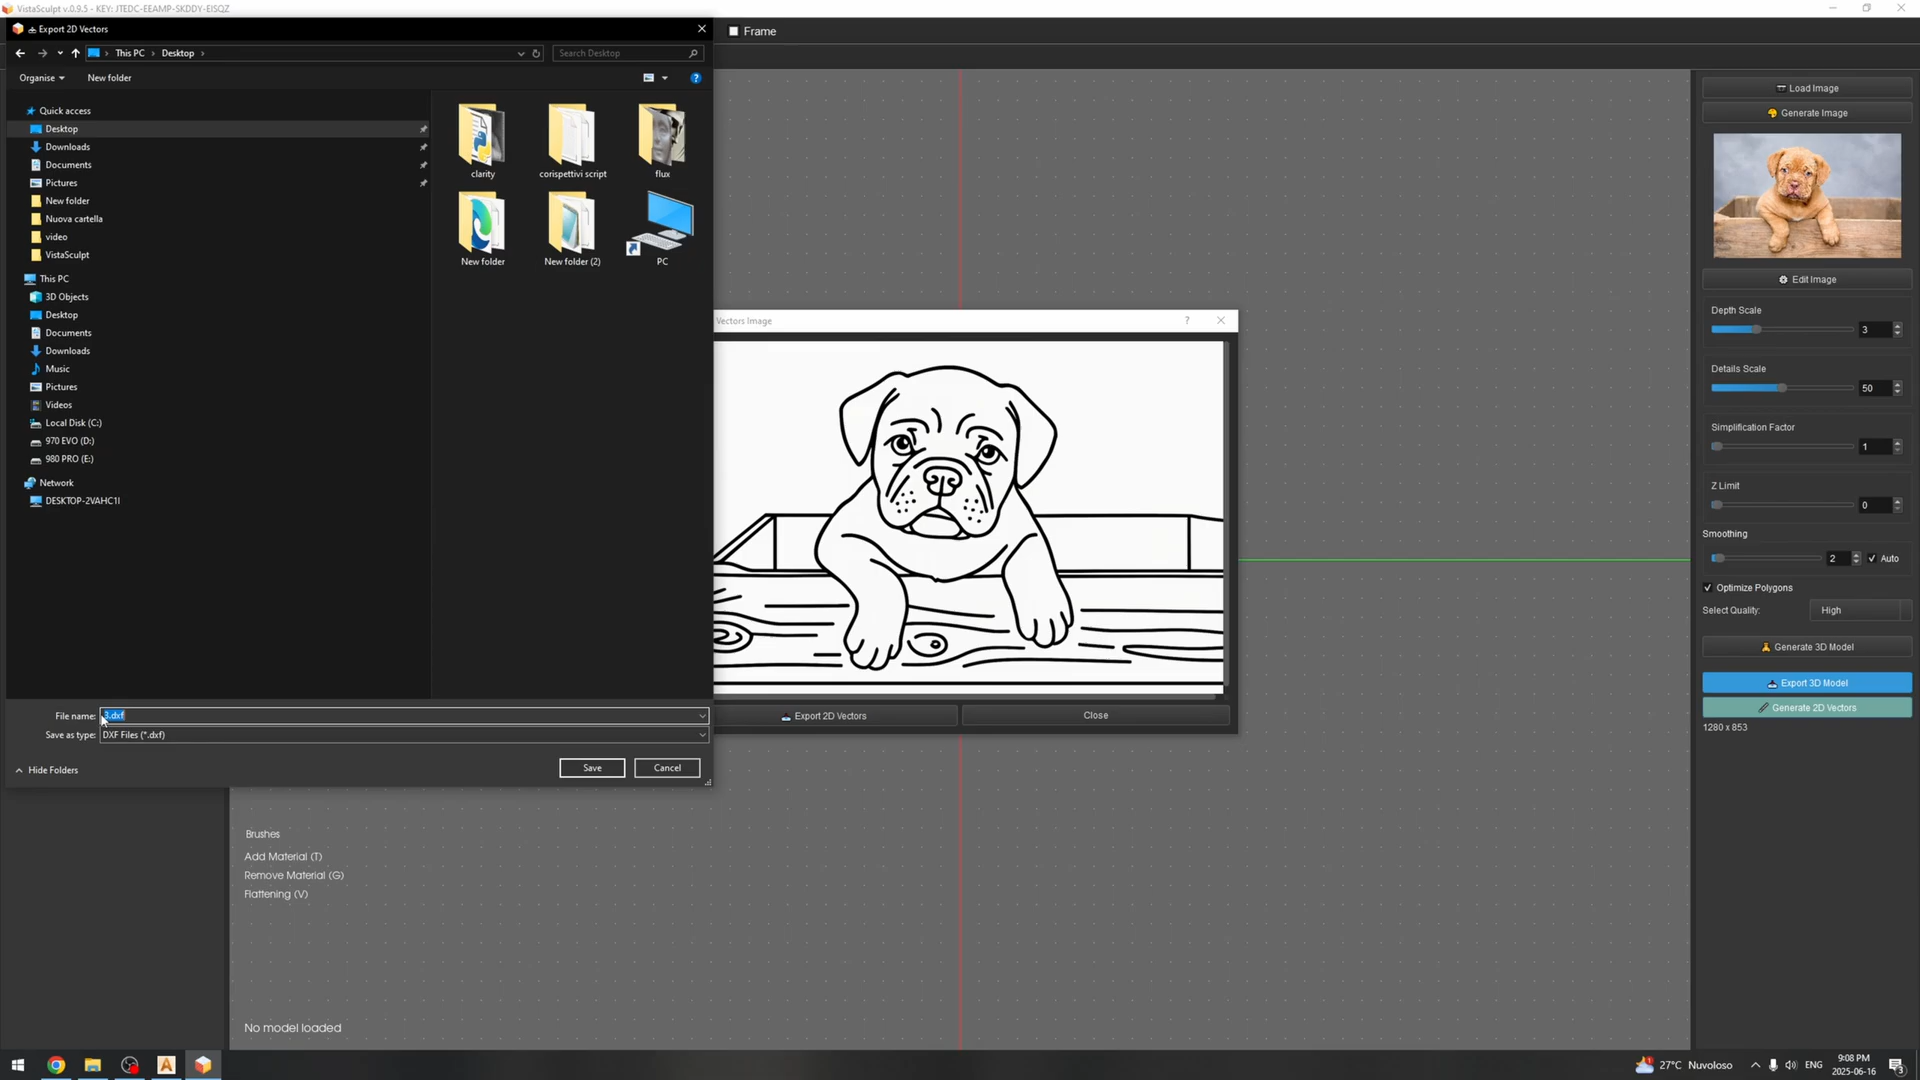 VistaSculpt v.0.9.5 - KEY: JTEDC-EEAMP-SKDDY-EISQZ
Export 2D Vectors
This PC
Desktop
Search Desktop
Organise
New folder
Quick access
Desktop
Downloads
Documents
Pictures
New folder
Nuova cartella
video
VistaSculpt
This PC
3D Objects
Desktop
Documents
Downloads
Music
Pictures
Videos
Local Disk (C:)
970 EVO (D:)
980 PRO (E:)
Network
DESKTOP-2VAHC1I
clarity
corispettivi script
flux
New folder
New folder (2)
PC
File name:
3.dxf
Save as type:
DXF Files (*.dxf)
Hide Folders
Save
Cancel
Frame
Vectors Image
?
Export 2D Vectors
Close
Brushes
Add Material (T)
Remove Material (G)
Flattening (V)
No model loaded
Load Image
Generate Image
Edit Image
Depth Scale
3
Details Scale
50
Simplification Factor
1
Z Limit
0
Smoothing
2
Auto
Optimize Polygons
Select Quality:
High
Generate 3D Model
Export 3D Model
Generate 2D Vectors
1280 x 853
27°C Nuvoloso
ENG
9:08 PM
2025-06-16